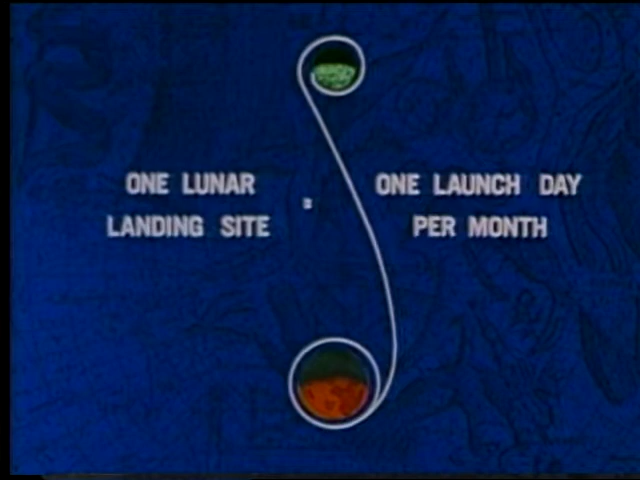 ONE LUNAR
LANDING SITE
=
ONE LAUNCH DAY
PER MONTH